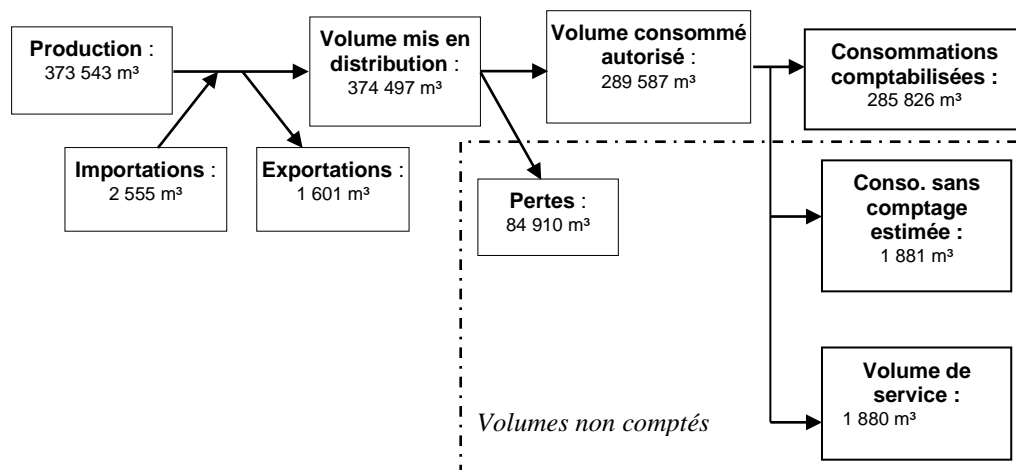 Production :
373 543 m³
Volume mis en
distribution :
374 497 m³
Volume consommé
autorisé :
289 587 m³
Consommations
comptabilisées :
285 826 m³
Importations :
2 555 m³
Exportations :
1 601 m³
Pertes :
84 910 m³
Conso. sans
comptage
estimée :
1 881 m³
Volume de
service :
1 880 m³
Volumes non comptés